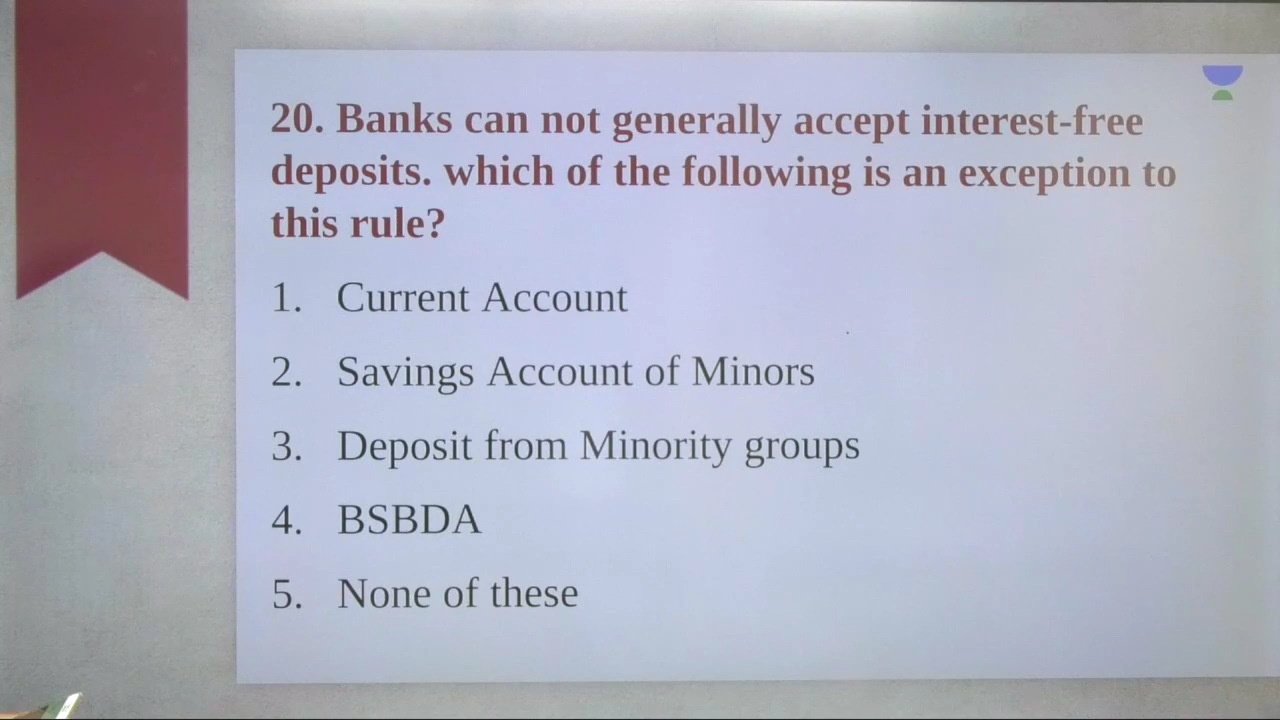 20. Banks can not generally accept interest-free
deposits. which of the following is an exception to
this rule?
1. Current Account
2. Savings Account of Minors
3. Deposit from Minority groups
4. BSBDA
5. None of these